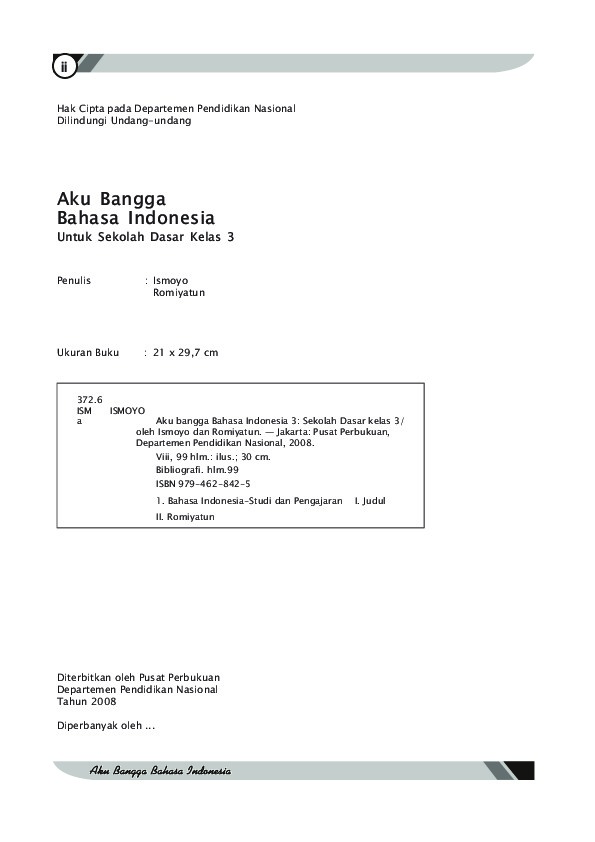 ii
Hak Cipta pada Departemen Pendidikan Nasional
Dilindungi Undang-undang
Aku Bangga
Bahasa Indonesia
Untuk Sekolah Dasar Kelas 3
Penulis : Ismoyo
Romiyatun
Ukuran Buku : 21 x 29,7 cm
372.6
ISM ISMOYO
a Aku bangga Bahasa Indonesia 3: Sekolah Dasar kelas 3/
oleh Ismoyo dan Romiyatun. — Jakarta: Pusat Perbukuan,
Departemen Pendidikan Nasional, 2008.
Viii, 99 hlm.: ilus.; 30 cm.
Bibliografi. hlm.99
ISBN 979-462-842-5
1. Bahasa Indonesia-Studi dan Pengajaran I. Judul
II. Romiyatun
Diterbitkan oleh Pusat Perbukuan
Departemen Pendidikan Nasional
Tahun 2008
Diperbanyak oleh ...
Aku Bangga Bahasa Indonesia